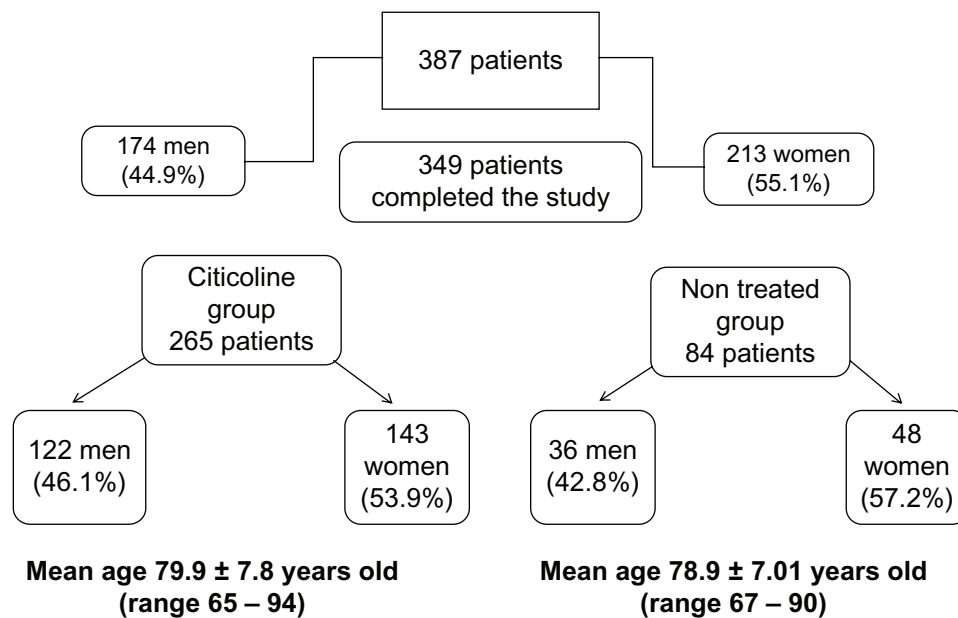 387 patients
174 men
(44.9%)
349 patients
completed the study
213 women
(55.1%)
Citicoline
group
265 patients
Non treated
group
84 patients
122 men
(46.1%)
143
women
(53.9%)
36 men
(42.8%)
48
women
(57.2%)
Mean age 79.9 ± 7.8 years old
(range 65 – 94)
Mean age 78.9 ± 7.01 years old
(range 67 – 90)